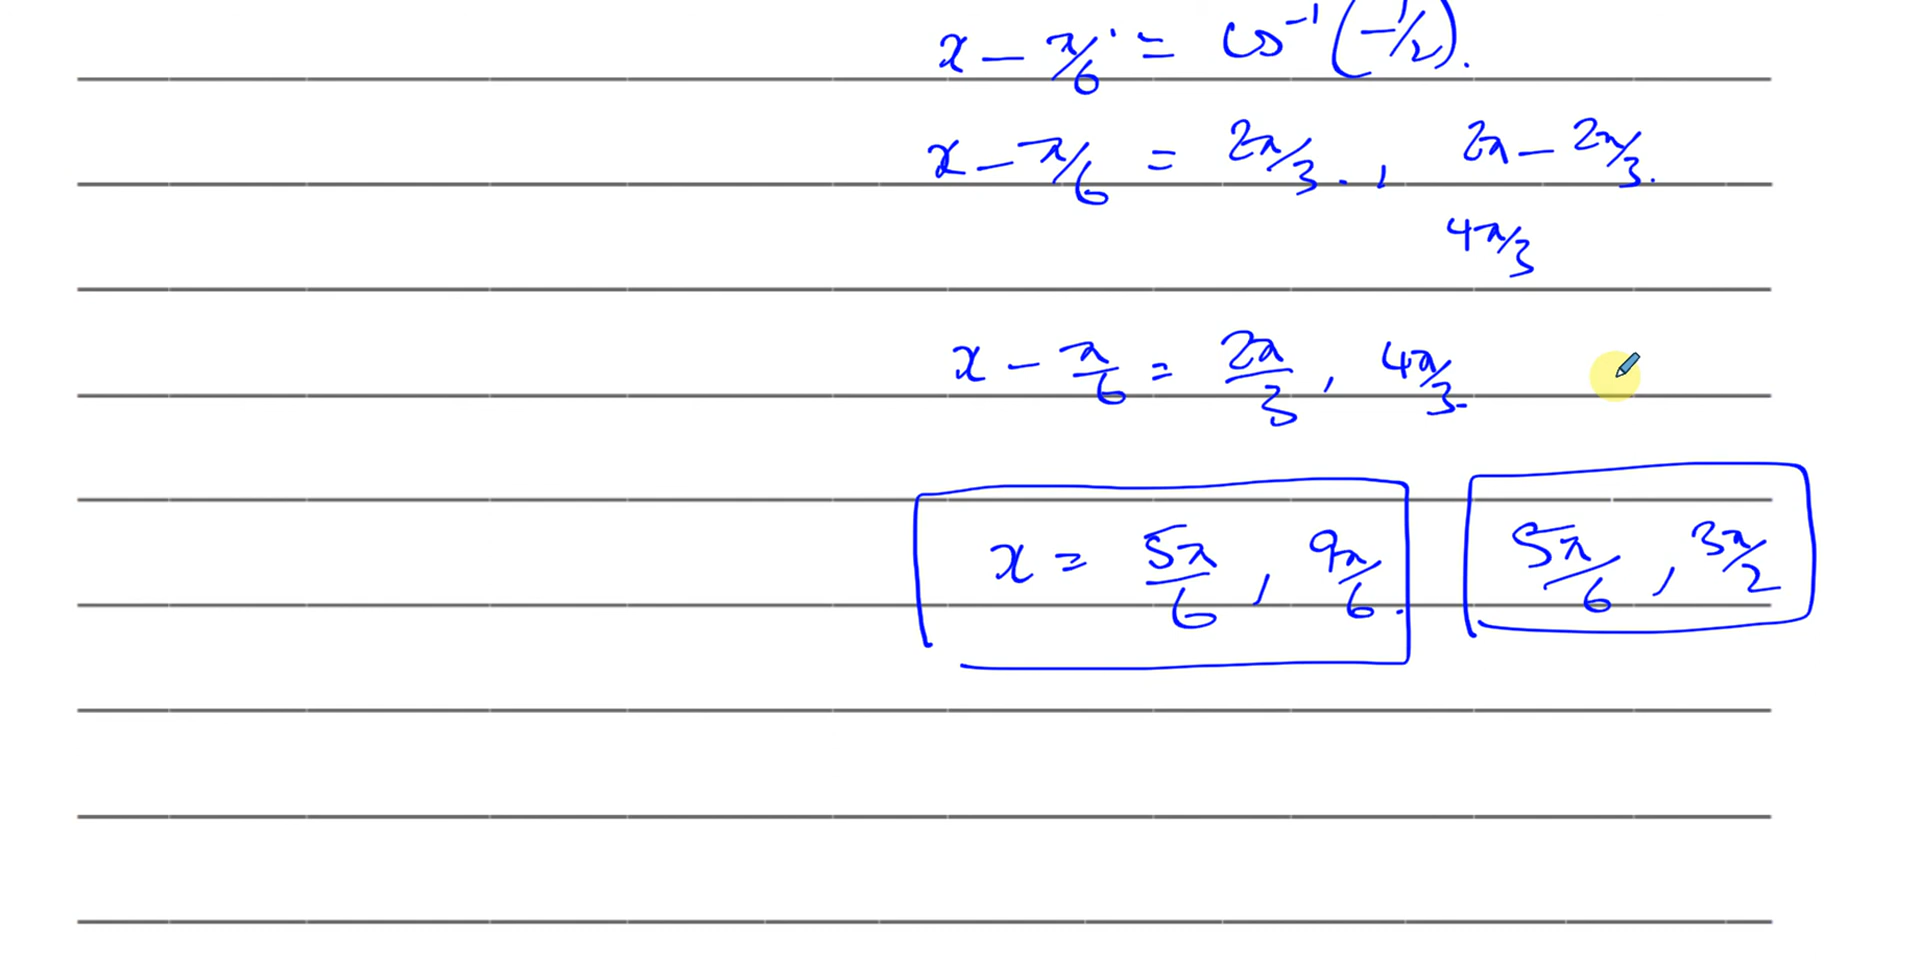 x - π/6 = cos⁻¹(-1/2).
x - π/6 = 2π/3 , 2π - 2π/3.
4π/3
x - π/6 = 2π/3 , 4π/3.
x = 5π/6 , 9π/6. 5π/6 , 3π/2